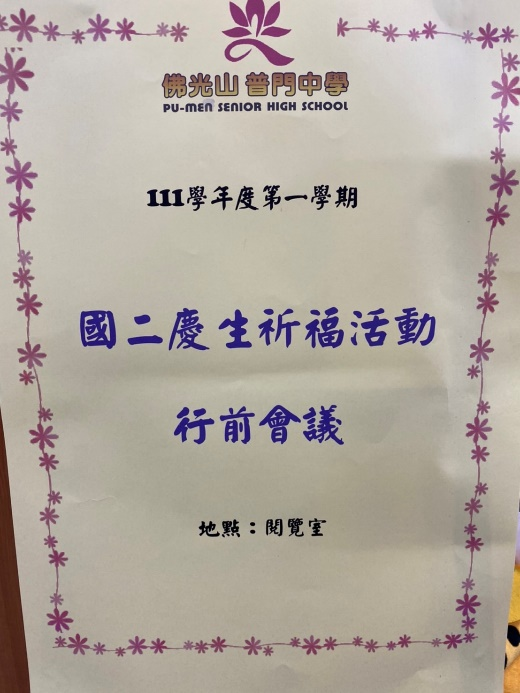 佛光山 普門中學
PU-MEN SENIOR HIGH SCHOOL
111學年度第一學期
國二慶生祈福活動
行前會議
地點：閱覽室